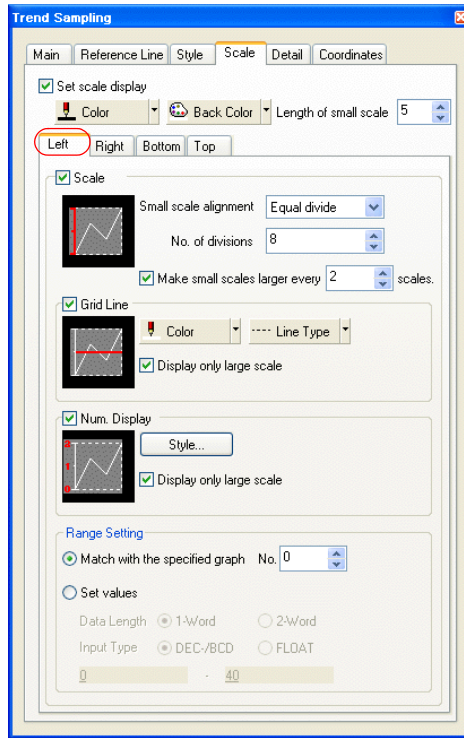 Trend Sampling
Main Reference Line Style Scale Detail Coordinates
Set scale display
Color Back Color Length of small scale 5
Left Right Bottom Top
Scale
Small scale alignment Equal divide
No. of divisions 8
Make small scales larger every 2 scales.
Grid Line
Color ---- Line Type
Display only large scale
Num. Display
2
Style...
1
Display only large scale
0
Range Setting
Match with the specified graph No. 0
Set values
Data Length 1-Word 2-Word
Input Type DEC-/BCD FLOAT
0 - 40